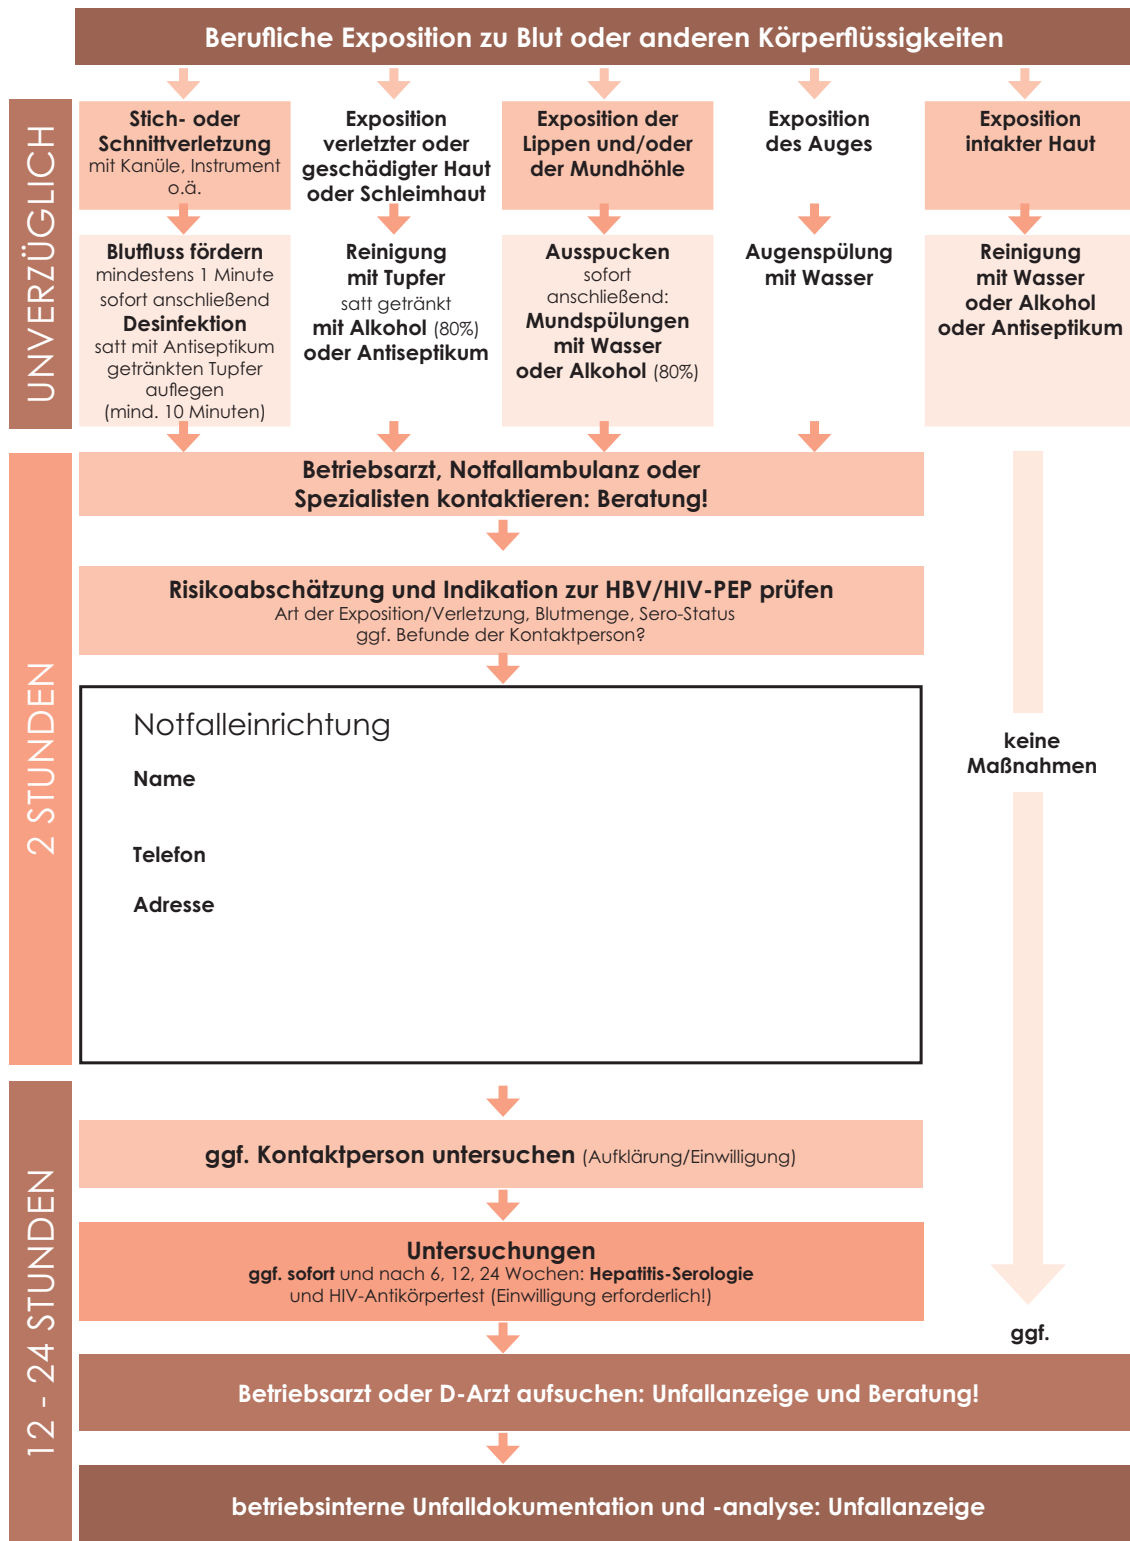 Berufliche Exposition zu Blut oder anderen Körperflüssigkeiten
UNVERZÜGLICH
Stich- oder
Schnittverletzung
mit Kanüle, Instrument
o.ä.
Exposition
verletzter oder
geschädigter Haut
oder Schleimhaut
Exposition der
Lippen und/oder
der Mundhöhle
Exposition
des Auges
Exposition
intakter Haut
Blutfluss fördern
mindestens 1 Minute
sofort anschließend
Desinfektion
satt mit Antiseptikum
getränkten Tupfer
auflegen
(mind. 10 Minuten)
Reinigung
mit Tupfer
satt getränkt
mit Alkohol (80%)
oder Antiseptikum
Ausspucken
sofort
anschließend:
Mundspülungen
mit Wasser
oder Alkohol (80%)
Augenspülung
mit Wasser
Reinigung
mit Wasser
oder Alkohol
oder Antiseptikum
2 STUNDEN
Betriebsarzt, Notfallambulanz oder
Spezialisten kontaktieren: Beratung!
Risikoabschätzung und Indikation zur HBV/HIV-PEP prüfen
Art der Exposition/Verletzung, Blutmenge, Sero-Status
ggf. Befunde der Kontaktperson?
Notfalleinrichtung
Name
Telefon
Adresse
keine
Maßnahmen
12 - 24 STUNDEN
ggf. Kontaktperson untersuchen (Aufklärung/Einwilligung)
Untersuchungen
ggf. sofort und nach 6, 12, 24 Wochen: Hepatitis-Serologie
und HIV-Antikörpertest (Einwilligung erforderlich!)
ggf.
Betriebsarzt oder D-Arzt aufsuchen: Unfallanzeige und Beratung!
betriebsinterne Unfalldokumentation und -analyse: Unfallanzeige